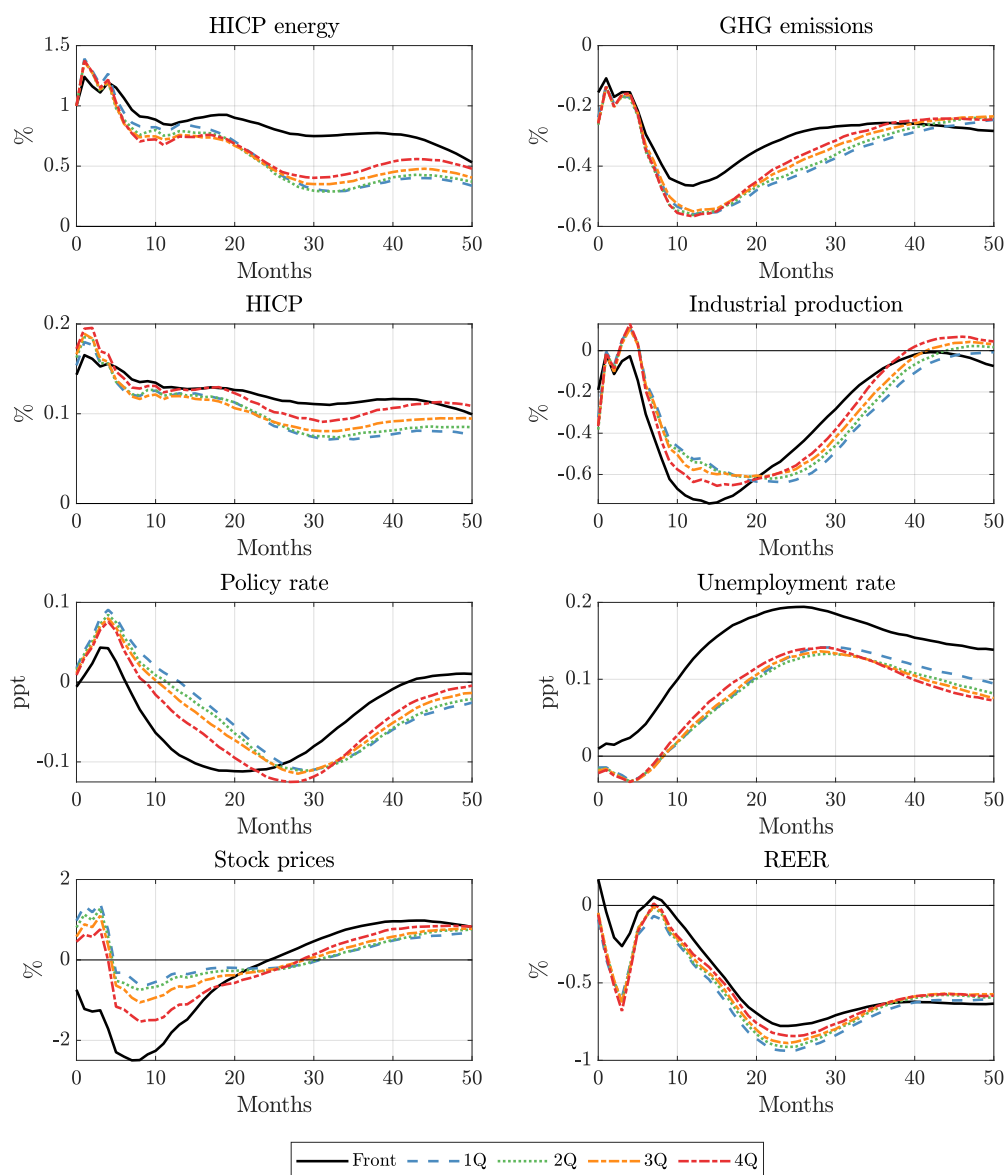 HICP energy
GHG emissions
1.5
1
0.5
0
%
0 10 20 30 40 50
Months
0
-0.2
-0.4
-0.6
%
0 10 20 30 40 50
Months
HICP
Industrial production
0.2
0.1
0
%
0 10 20 30 40 50
Months
0
-0.2
-0.4
-0.6
%
0 10 20 30 40 50
Months
Policy rate
Unemployment rate
0.1
0
-0.1
ppt
0 10 20 30 40 50
Months
0.2
0.1
0
ppt
0 10 20 30 40 50
Months
Stock prices
REER
2
0
-2
%
0 10 20 30 40 50
Months
0
-0.5
-1
%
0 10 20 30 40 50
Months
Front 1Q 2Q 3Q 4Q